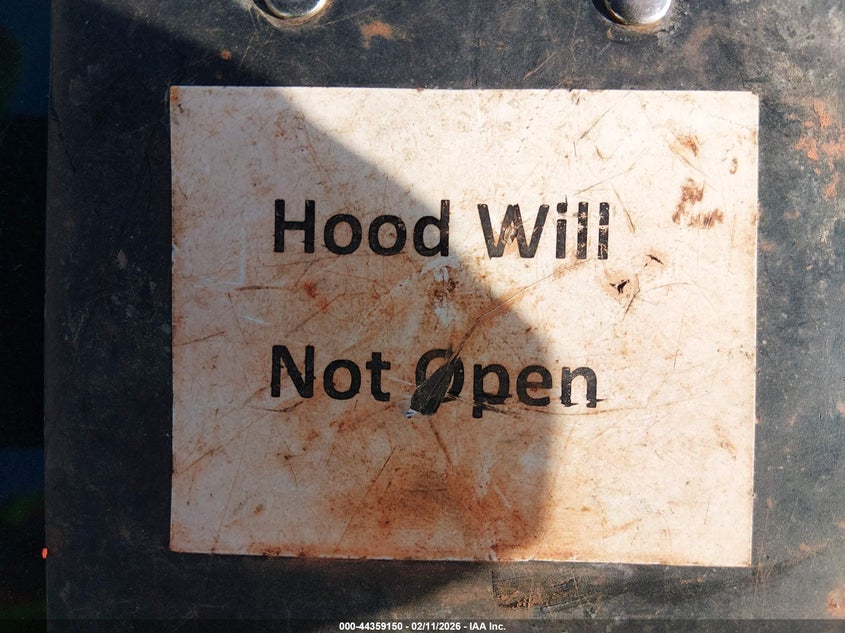 Hood Will
Not Open
000-44359150 - 02/11/2026 - IAA Inc.